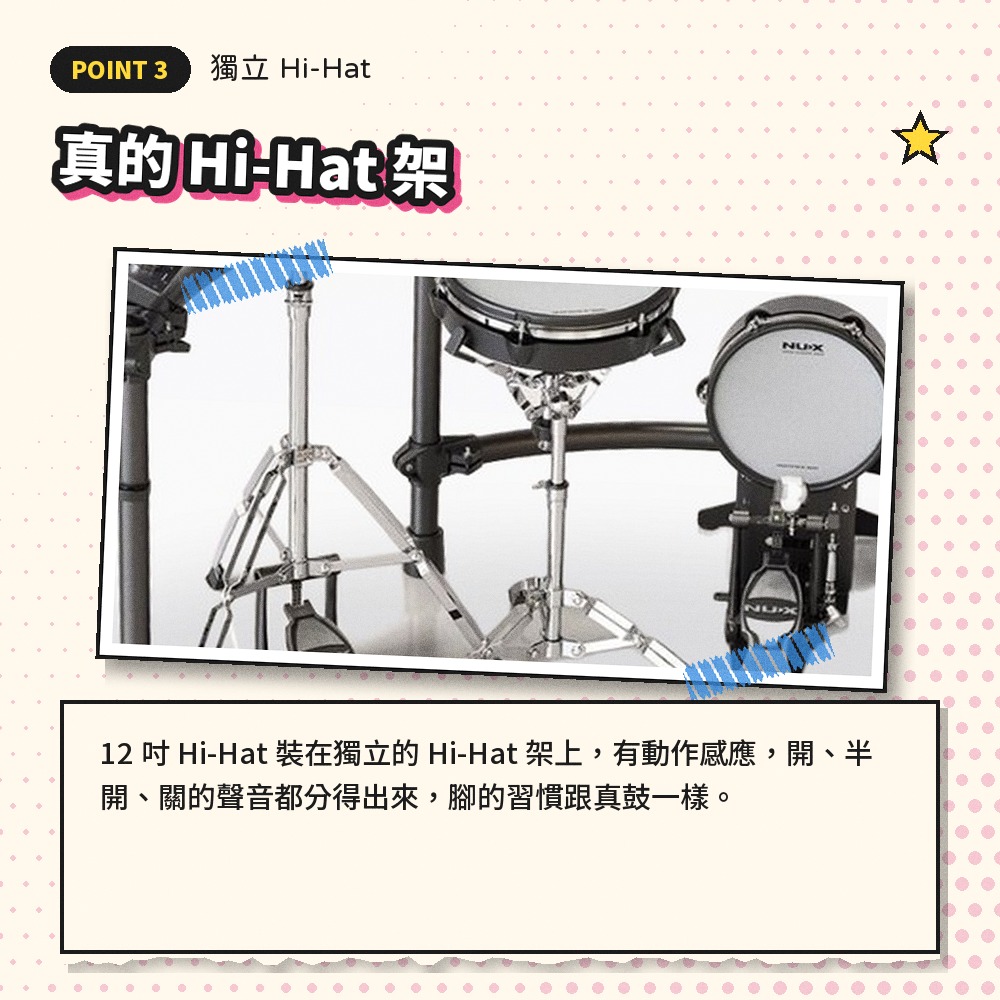 POINT 3
獨立 Hi-Hat
真的 Hi-Hat 架
NUX
NUX
12 吋 Hi-Hat 裝在獨立的 Hi-Hat 架上，有動作感應，開、半
開、關的聲音都分得出來，腳的習慣跟真鼓一樣。